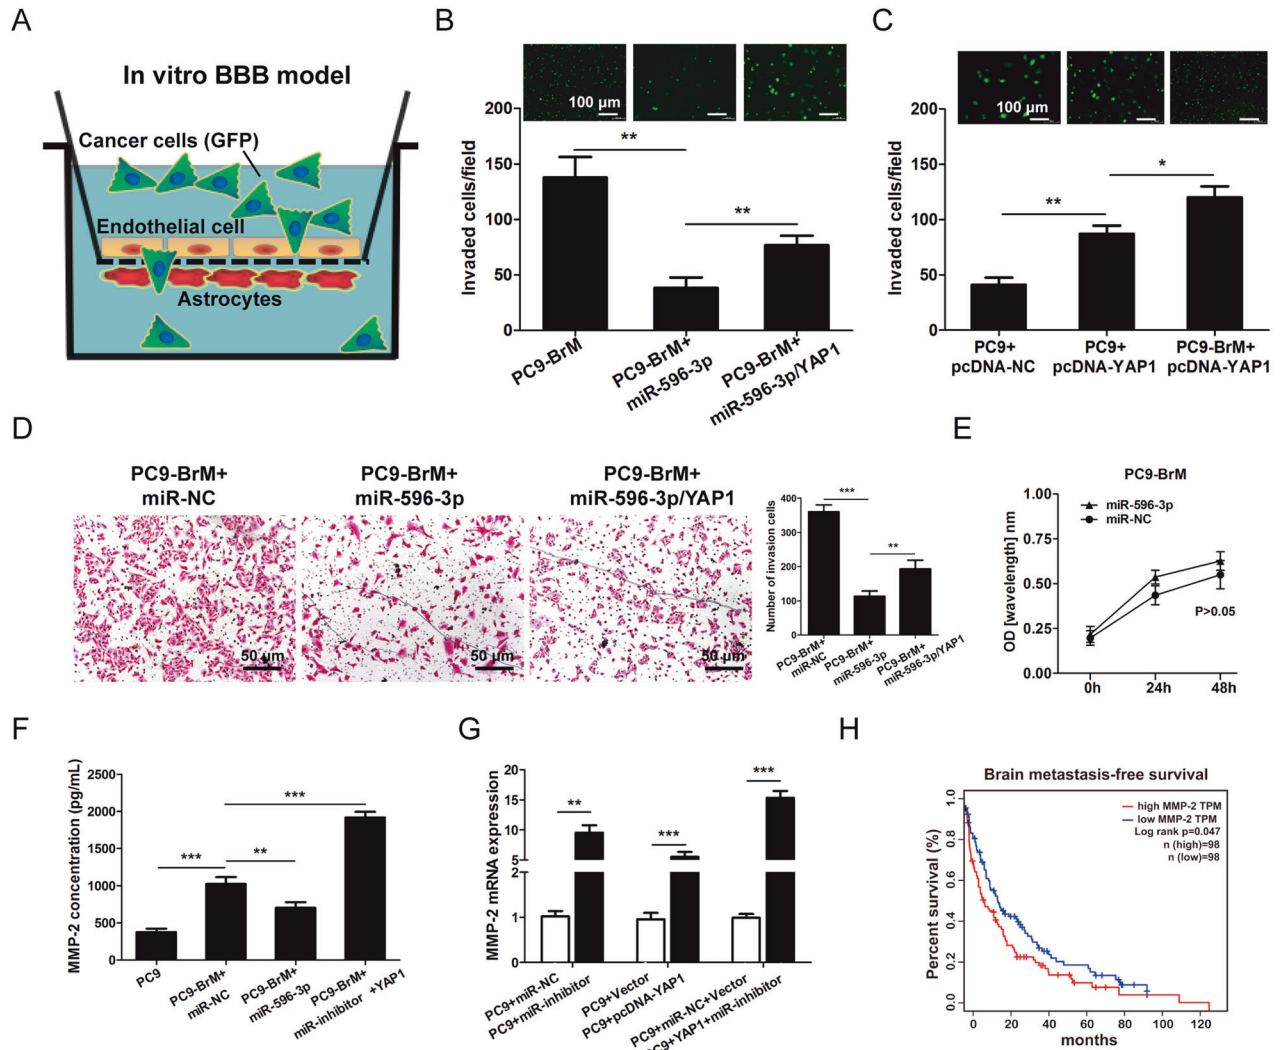 A
In vitro BBB model
Cancer cells (GFP)
Endothelial cell
Astrocytes
B
100 µm
Invaded cells/field
200
150
100
50
0
**
**
PC9-BrM
PC9-BrM+
miR-596-3p
PC9-BrM+
miR-596-3p/YAP1
C
100 µm
Invaded cells/field
200
150
100
50
0
**
*
PC9+
pcDNA-NC
PC9+
pcDNA-YAP1
PC9-BrM+
pcDNA-YAP1
D
PC9-BrM+
miR-NC
PC9-BrM+
miR-596-3p
PC9-BrM+
miR-596-3p/YAP1
50 µm
50 µm
50 µm
Number of invasion cells
400
300
200
100
0
***
**
PC9-BrM+
miR-NC
PC9-BrM+
miR-596-3p
PC9-BrM+
miR-596-3p/YAP1
E
PC9-BrM
OD [wavelength] nm
1.00
0.75
0.50
0.25
0.00
miR-596-3p
miR-NC
P>0.05
0h
24h
48h
F
MMP-2 concentration (pg/mL)
2500
2000
1500
1000
500
0
***
**
***
PC9
PC9-BrM+
miR-NC
PC9-BrM+
miR-596-3p
PC9-BrM+
miR-inhibitor +YAP1
G
MMP-2 mRNA expression
20
15
10
5
2
1
0
**
***
***
PC9+miR-NC
PC9+miR-inhibitor
PC9+Vector
PC9+pcDNA-YAP1
PC9+miR-NC+Vector
PC9+YAP1+miR-inhibitor
H
Brain metastasis-free survival
Percent survival (%)
1.0
0.8
0.6
0.4
0.2
0.0
high MMP-2 TPM
low MMP-2 TPM
Log rank p=0.047
n (high)=98
n (low)=98
0
20
40
60
80
100
120
months